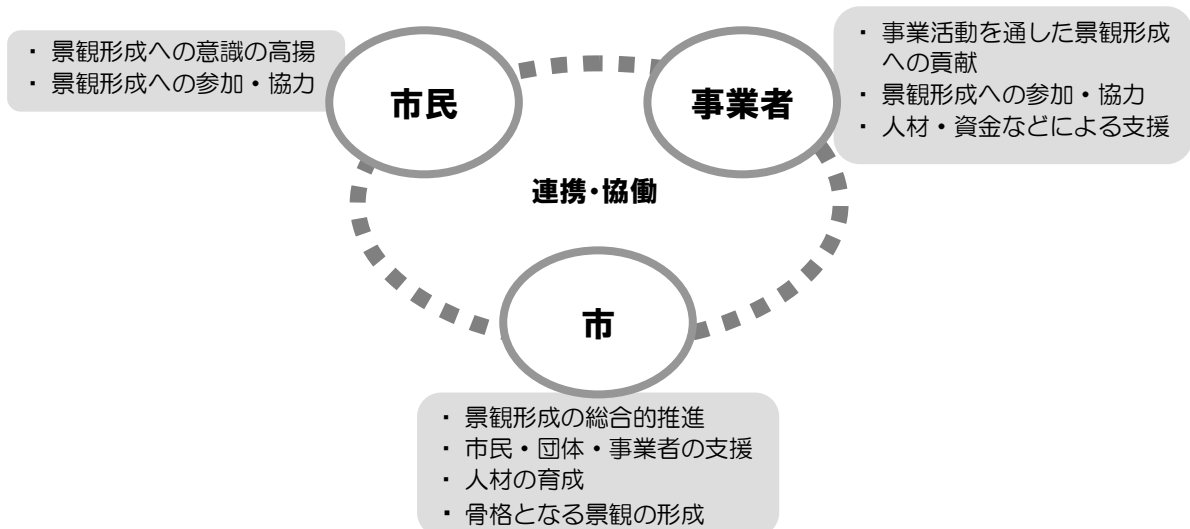 ・ 景観形成への意識の高揚
・ 景観形成への参加・協力
市民
事業者
・ 事業活動を通した景観形成
への貢献
・ 景観形成への参加・協力
・ 人材・資金などによる支援
連携・協働
市
・ 景観形成の総合的推進
・ 市民・団体・事業者の支援
・ 人材の育成
・ 骨格となる景観の形成